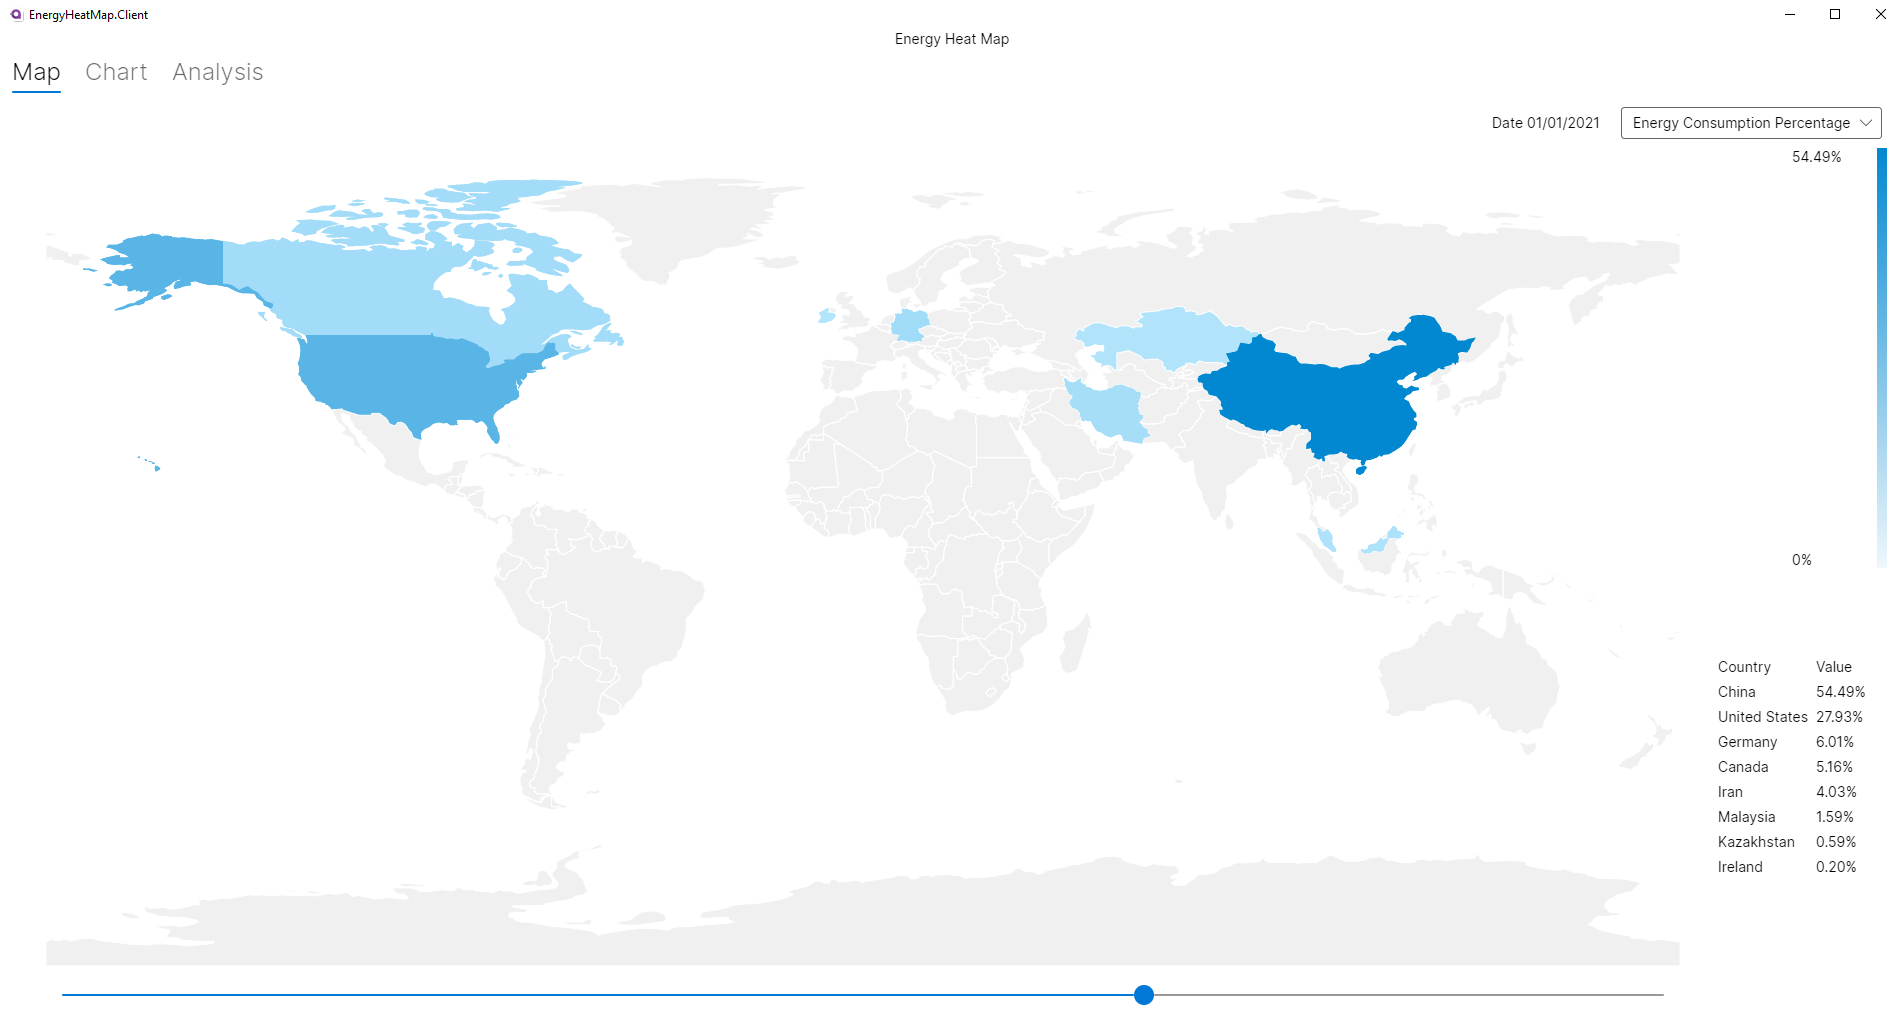 EnergyHeatMap.Client
Energy Heat Map
Map Chart Analysis
Date 01/01/2021 Energy Consumption Percentage
54.49%
0%
Country Value
China 54.49%
United States 27.93%
Germany 6.01%
Canada 5.16%
Iran 4.03%
Malaysia 1.59%
Kazakhstan 0.59%
Ireland 0.20%